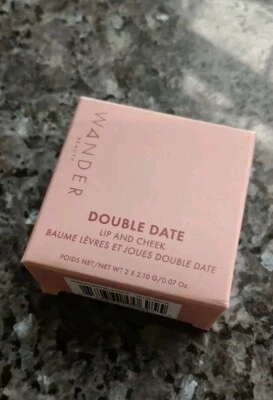 WANDER
BEAUTY
DOUBLE DATE
LIP AND CHEEK
BAUME LÈVRES ET JOUES DOUBLE DATE
POIDS NET/NET WT 2 X 2.10 G/0.07 Oz.